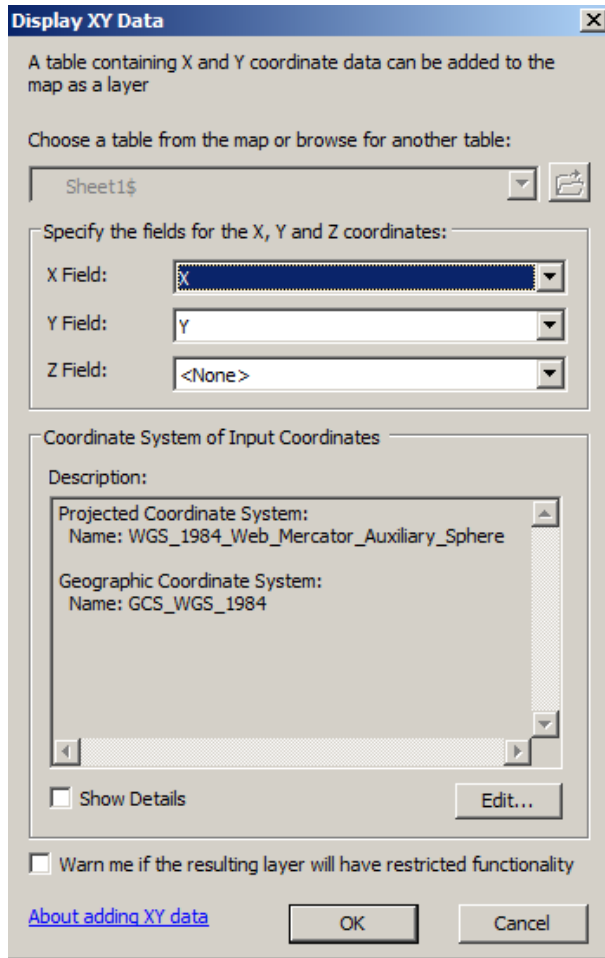 Display XY Data
A table containing X and Y coordinate data can be added to the
map as a layer
Choose a table from the map or browse for another table:
Sheet1$
Specify the fields for the X, Y and Z coordinates:
X Field:
X
Y Field:
Y
Z Field:
<None>
Coordinate System of Input Coordinates
Description:
Projected Coordinate System:
Name: WGS_1984_Web_Mercator_Auxiliary_Sphere
Geographic Coordinate System:
Name: GCS_WGS_1984
Show Details
Edit...
Warn me if the resulting layer will have restricted functionality
About adding XY data
OK
Cancel